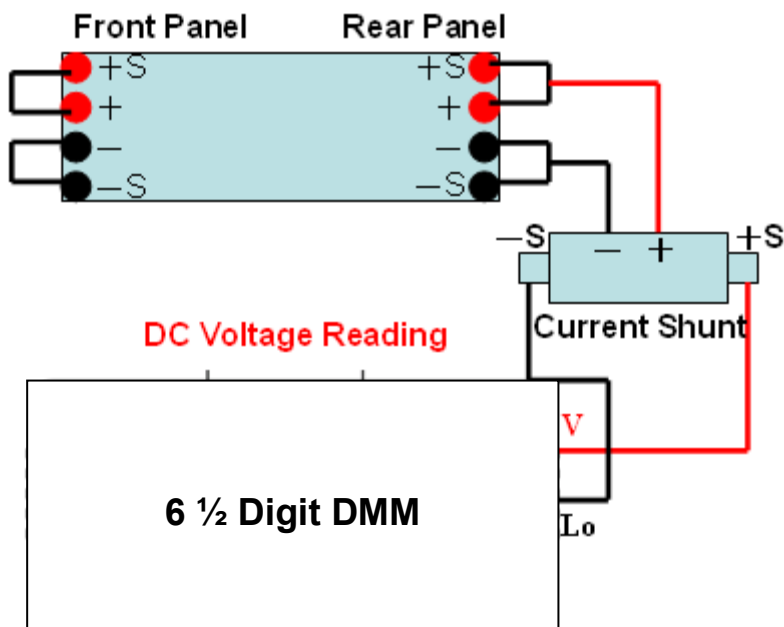 Front Panel Rear Panel
+S +S
+ +
− −
−S −S
−S − + +S
Current Shunt
DC Voltage Reading
V
6 ½ Digit DMM
Lo